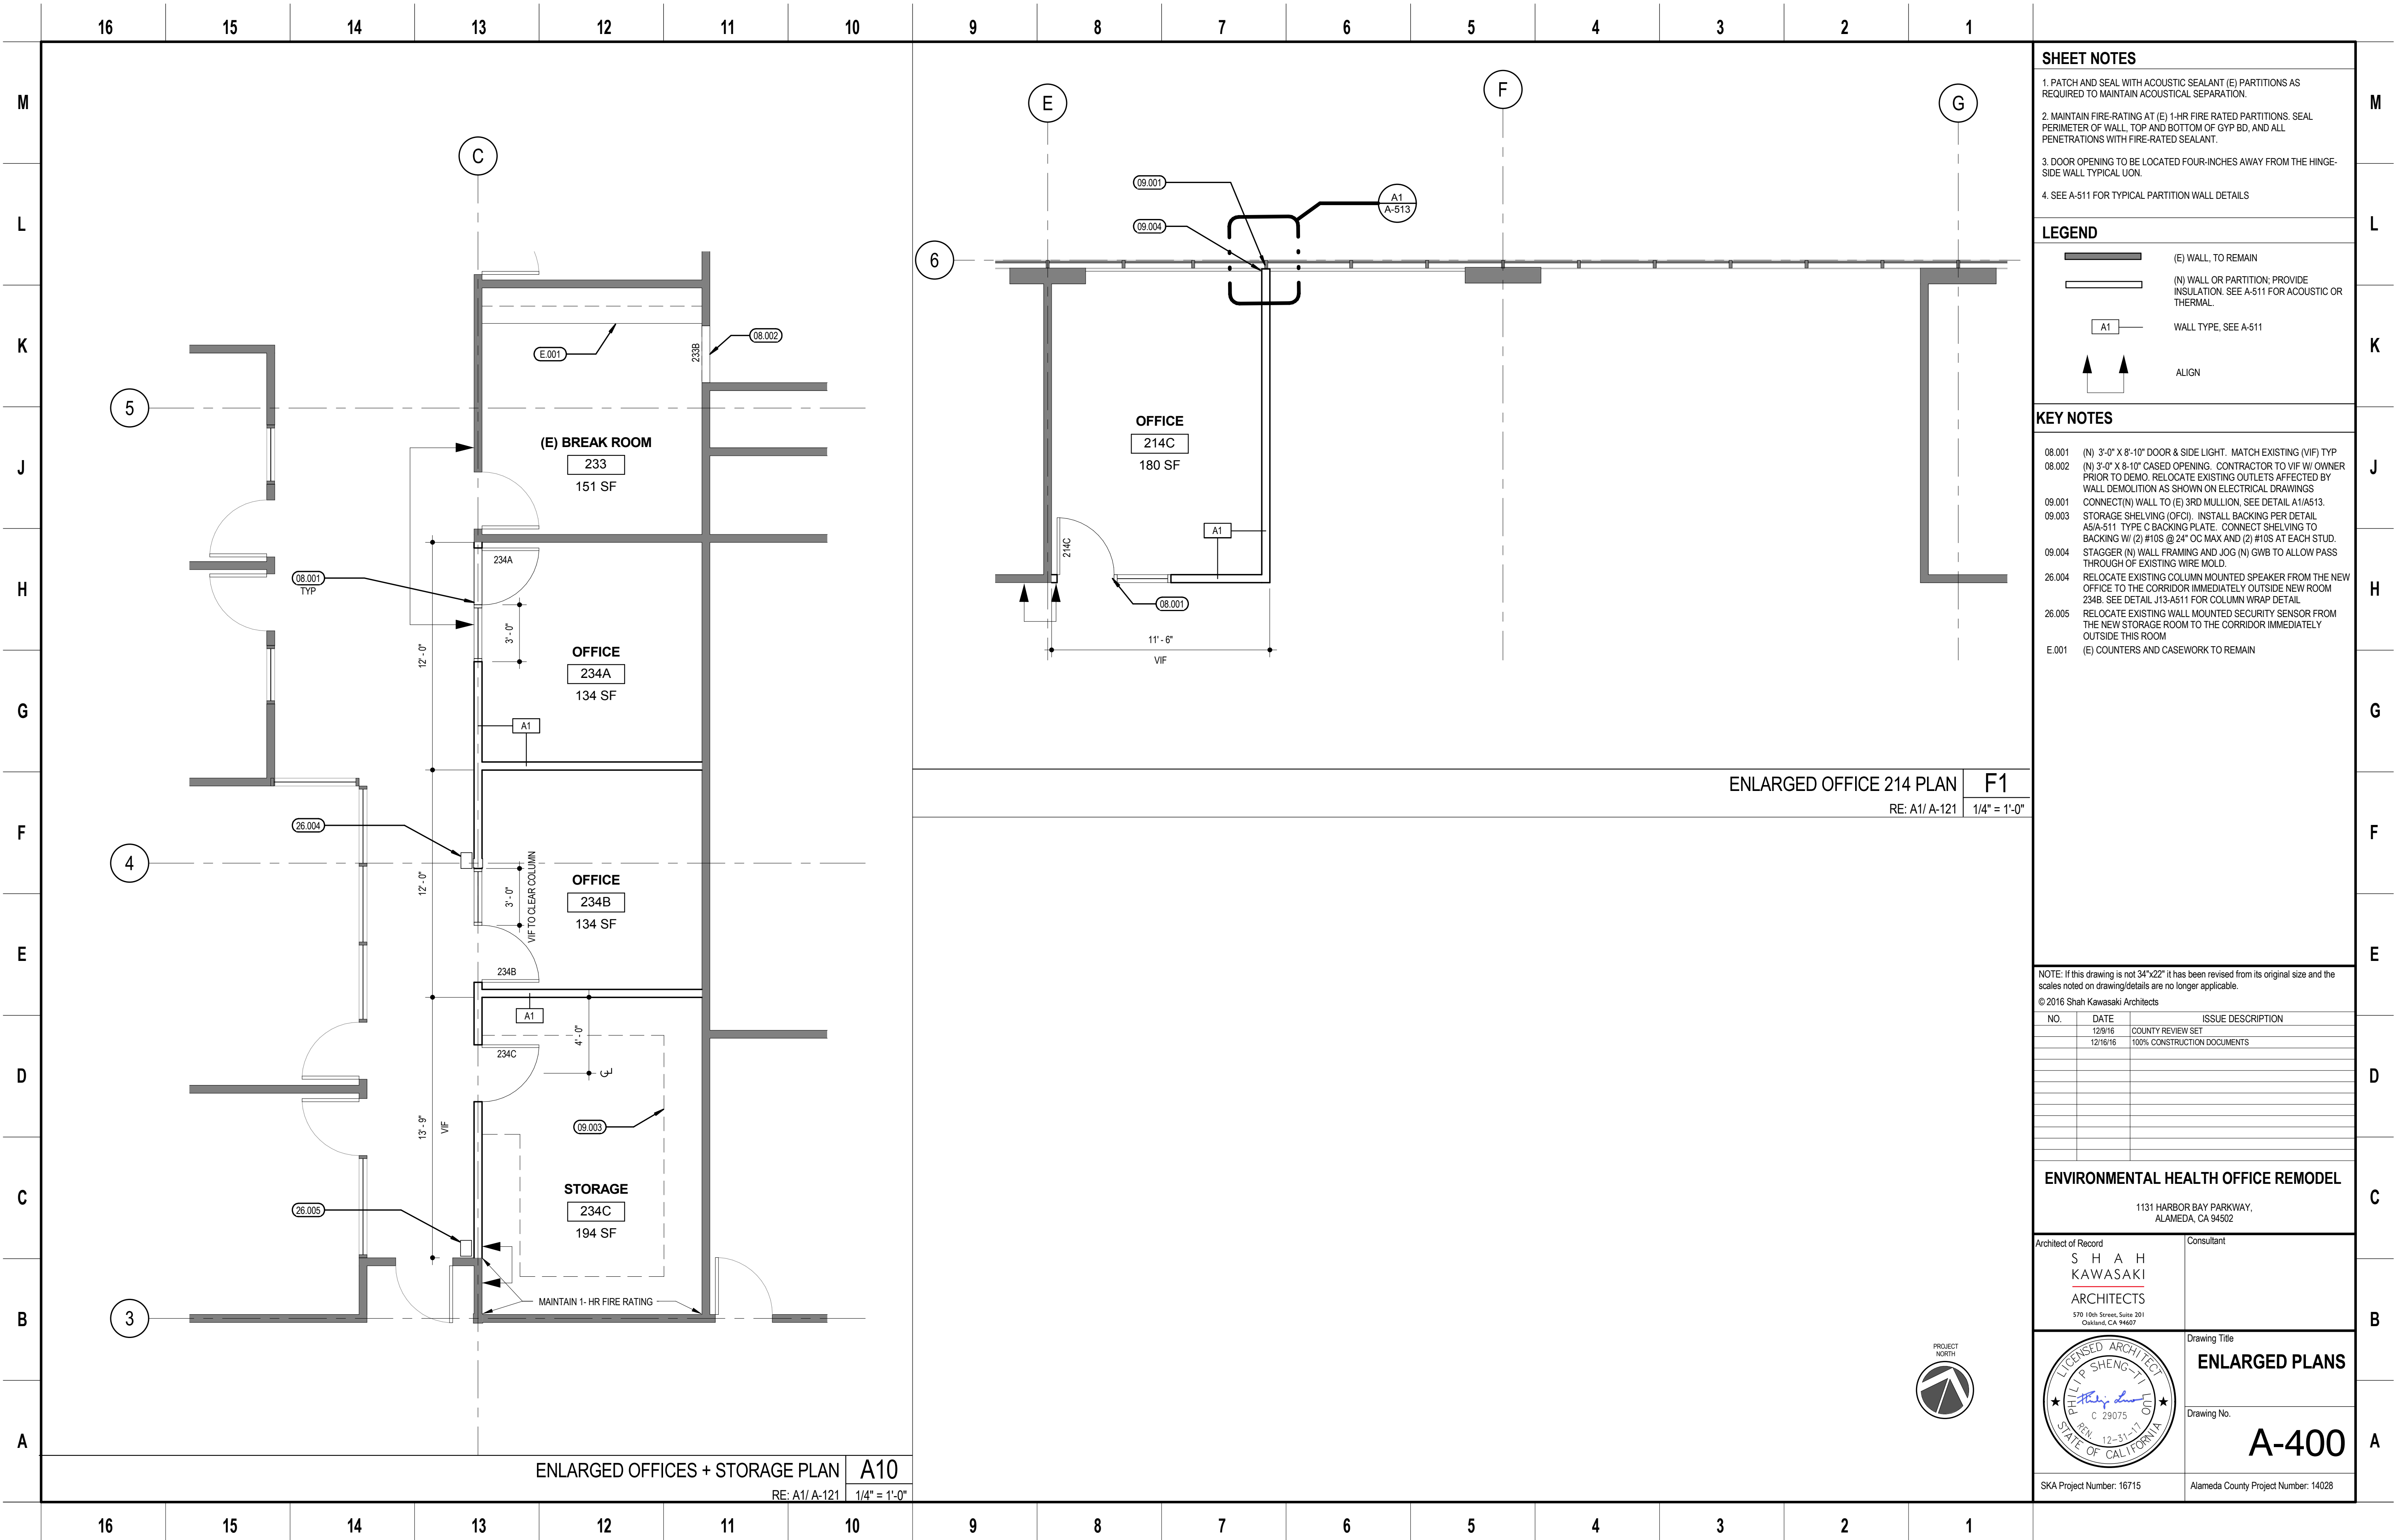 16 15 14 13 12 11 10 9 8 7 6 5 4 3 2 1
M
L
K
J
H
G
F
E
D
C
B
A
C
5
4
3
E.001
08.002
233B
(E) BREAK ROOM
233
151 SF
234A
08.001
TYP
3' - 0"
12' - 0"
OFFICE
234A
134 SF
A1
26.004
12' - 0"
3' - 0"
VIF TO CLEAR COLUMN
OFFICE
234B
134 SF
234B
A1
4' - 0"
234C
CL
13' - 9"
VIF
09.003
STORAGE
234C
194 SF
26.005
MAINTAIN 1- HR FIRE RATING
ENLARGED OFFICES + STORAGE PLAN
A10
RE: A1/ A-121
1/4" = 1'-0"
E
F
G
6
09.001
09.004
A1
A-513
OFFICE
214C
180 SF
A1
214C
08.001
11' - 6"
VIF
ENLARGED OFFICE 214 PLAN
F1
RE: A1/ A-121
1/4" = 1'-0"
PROJECT
NORTH
SHEET NOTES
1. PATCH AND SEAL WITH ACOUSTIC SEALANT (E) PARTITIONS AS
REQUIRED TO MAINTAIN ACOUSTICAL SEPARATION.
2. MAINTAIN FIRE-RATING AT (E) 1-HR FIRE RATED PARTITIONS. SEAL
PERIMETER OF WALL, TOP AND BOTTOM OF GYP BD, AND ALL
PENETRATIONS WITH FIRE-RATED SEALANT.
3. DOOR OPENING TO BE LOCATED FOUR-INCHES AWAY FROM THE HINGE-
SIDE WALL TYPICAL UON.
4. SEE A-511 FOR TYPICAL PARTITION WALL DETAILS
LEGEND
(E) WALL, TO REMAIN
(N) WALL OR PARTITION; PROVIDE
INSULATION. SEE A-511 FOR ACOUSTIC OR
THERMAL.
A1 WALL TYPE, SEE A-511
ALIGN
KEY NOTES
08.001 (N) 3'-0" X 8'-10" DOOR & SIDE LIGHT. MATCH EXISTING (VIF) TYP
08.002 (N) 3'-0" X 8-10" CASED OPENING. CONTRACTOR TO VIF W/ OWNER
PRIOR TO DEMO. RELOCATE EXISTING OUTLETS AFFECTED BY
WALL DEMOLITION AS SHOWN ON ELECTRICAL DRAWINGS
09.001 CONNECT(N) WALL TO (E) 3RD MULLION, SEE DETAIL A1/A513.
09.003 STORAGE SHELVING (OFCI). INSTALL BACKING PER DETAIL
A5/A-511 TYPE C BACKING PLATE. CONNECT SHELVING TO
BACKING W/ (2) #10S @ 24" OC MAX AND (2) #10S AT EACH STUD.
09.004 STAGGER (N) WALL FRAMING AND JOG (N) GWB TO ALLOW PASS
THROUGH OF EXISTING WIRE MOLD.
26.004 RELOCATE EXISTING COLUMN MOUNTED SPEAKER FROM THE NEW
OFFICE TO THE CORRIDOR IMMEDIATELY OUTSIDE NEW ROOM
234B. SEE DETAIL J13-A511 FOR COLUMN WRAP DETAIL
26.005 RELOCATE EXISTING WALL MOUNTED SECURITY SENSOR FROM
THE NEW STORAGE ROOM TO THE CORRIDOR IMMEDIATELY
OUTSIDE THIS ROOM
E.001 (E) COUNTERS AND CASEWORK TO REMAIN
NOTE: If this drawing is not 34"x22" it has been revised from its original size and the
scales noted on drawing/details are no longer applicable.
© 2016 Shah Kawasaki Architects
NO. DATE ISSUE DESCRIPTION
12/9/16 COUNTY REVIEW SET
12/16/16 100% CONSTRUCTION DOCUMENTS
ENVIRONMENTAL HEALTH OFFICE REMODEL
1131 HARBOR BAY PARKWAY,
ALAMEDA, CA 94502
Architect of Record
Consultant
SHAH
KAWASAKI
ARCHITECTS
570 10th Street, Suite 201
Oakland, CA 94607
LICENSED ARCHITECT
PHILIP SHENG-TI LUO
Philip Luo
C 29075
REN. 12-31-17
STATE OF CALIFORNIA
Drawing Title
ENLARGED PLANS
Drawing No.
A-400
SKA Project Number: 16715
Alameda County Project Number: 14028
M
L
K
J
H
G
F
E
D
C
B
A
16 15 14 13 12 11 10 9 8 7 6 5 4 3 2 1